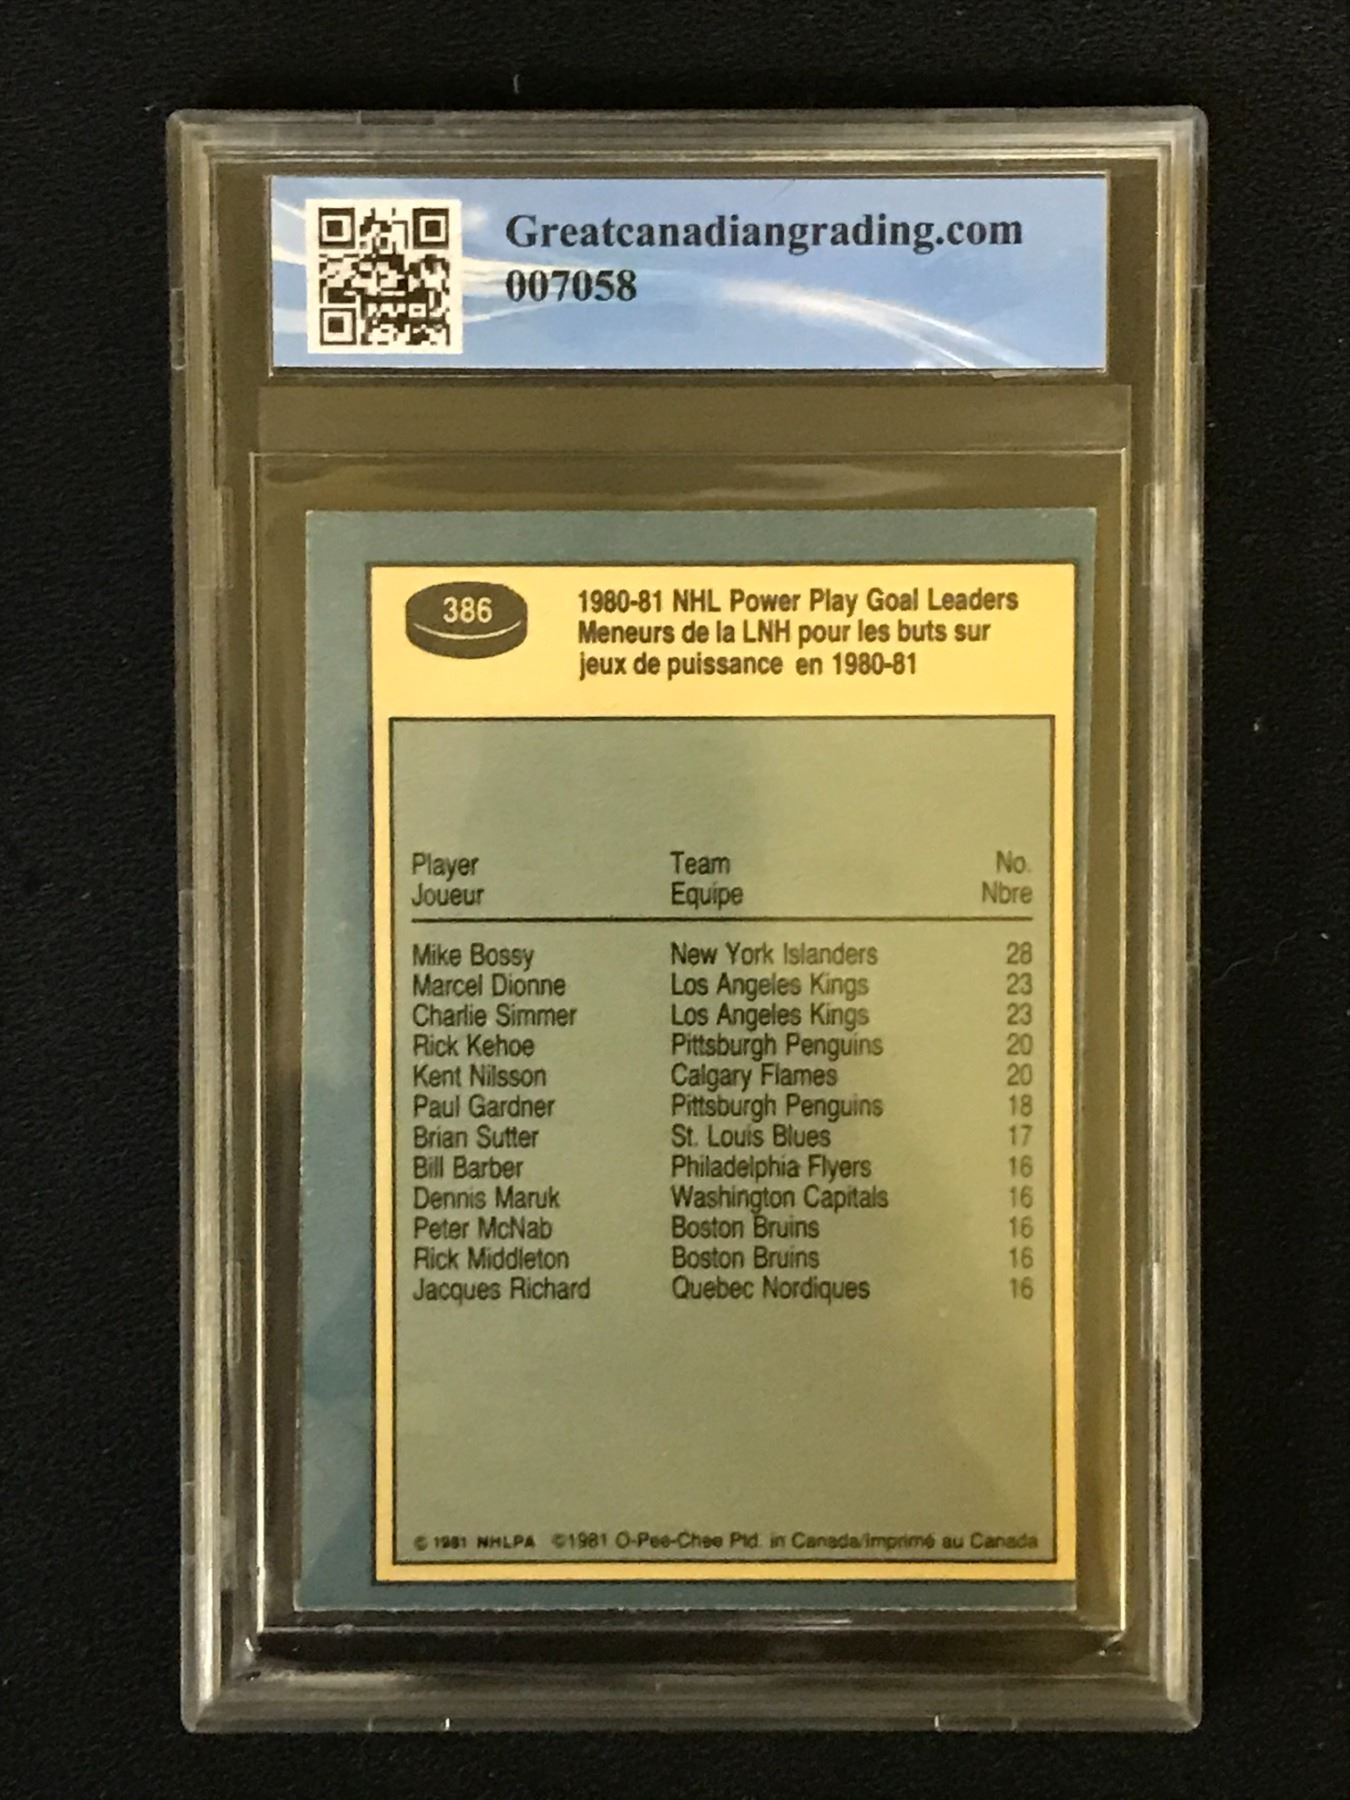 Greatcanadiangrading.com
007058
386
1980-81 NHL Power Play Goal Leaders
Meneurs de la LNH pour les buts sur
jeux de puissance en 1980-81
Player Team No.
Joueur Equipe Nbre
Mike Bossy New York Islanders 28
Marcel Dionne Los Angeles Kings 23
Charlie Simmer Los Angeles Kings 23
Rick Kehoe Pittsburgh Penguins 20
Kent Nilsson Calgary Flames 20
Paul Gardner Pittsburgh Penguins 18
Brian Sutter St. Louis Blues 17
Bill Barber Philadelphia Flyers 16
Dennis Maruk Washington Capitals 16
Peter McNab Boston Bruins 16
Rick Middleton Boston Bruins 16
Jacques Richard Quebec Nordiques 16
© 1981 NHLPA ©1981 O-Pee-Chee Ptd. in Canada/Imprimé au Canada